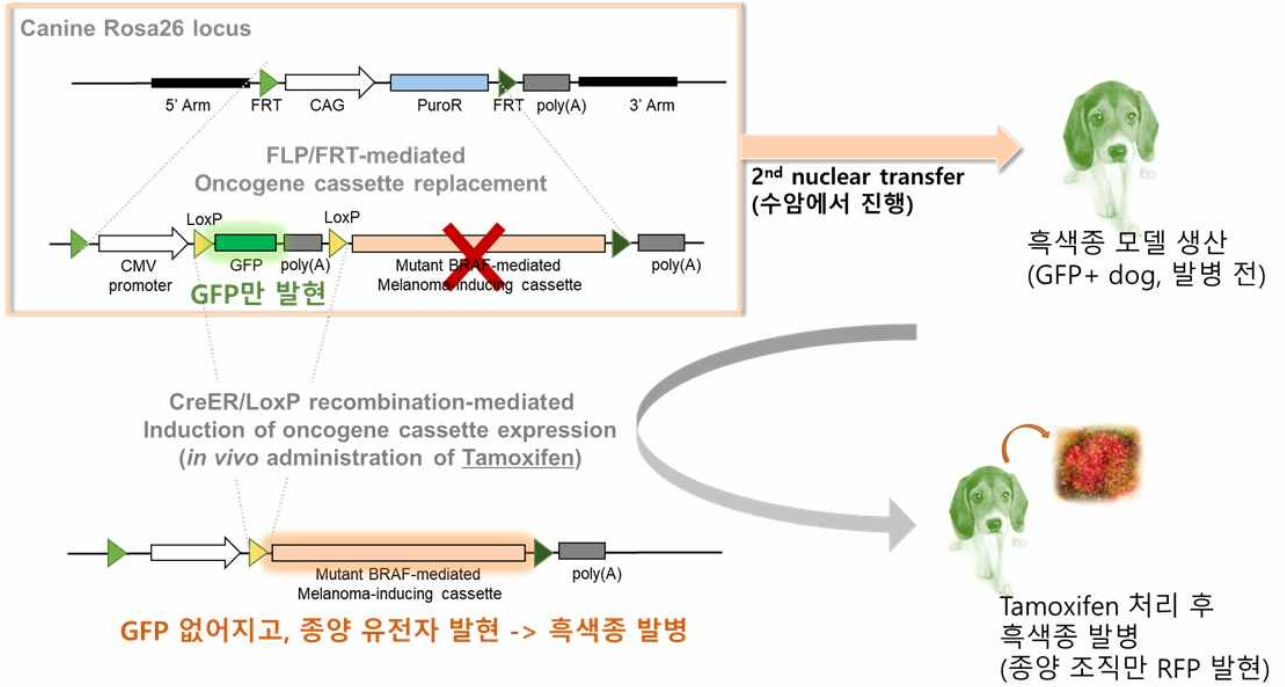 Canine Rosa26 locus
5' Arm
FRT
CAG
PuroR
FRT
poly(A)
3' Arm
FLP/FRT-mediated
Oncogene cassette replacement
LoxP
LoxP
CMV
promoter
GFP
poly(A)
Mutant BRAF-mediated
Melanoma-inducing cassette
poly(A)
GFP만 발현
2nd nuclear transfer
(수암에서 진행)
흑색종 모델 생산
(GFP+ dog, 발병 전)
CreER/LoxP recombination-mediated
Induction of oncogene cassette expression
(in vivo administration of Tamoxifen)
Mutant BRAF-mediated
Melanoma-inducing cassette
poly(A)
GFP 없어지고, 종양 유전자 발현 -> 흑색종 발병
Tamoxifen 처리 후
흑색종 발병
(종양 조직만 RFP 발현)